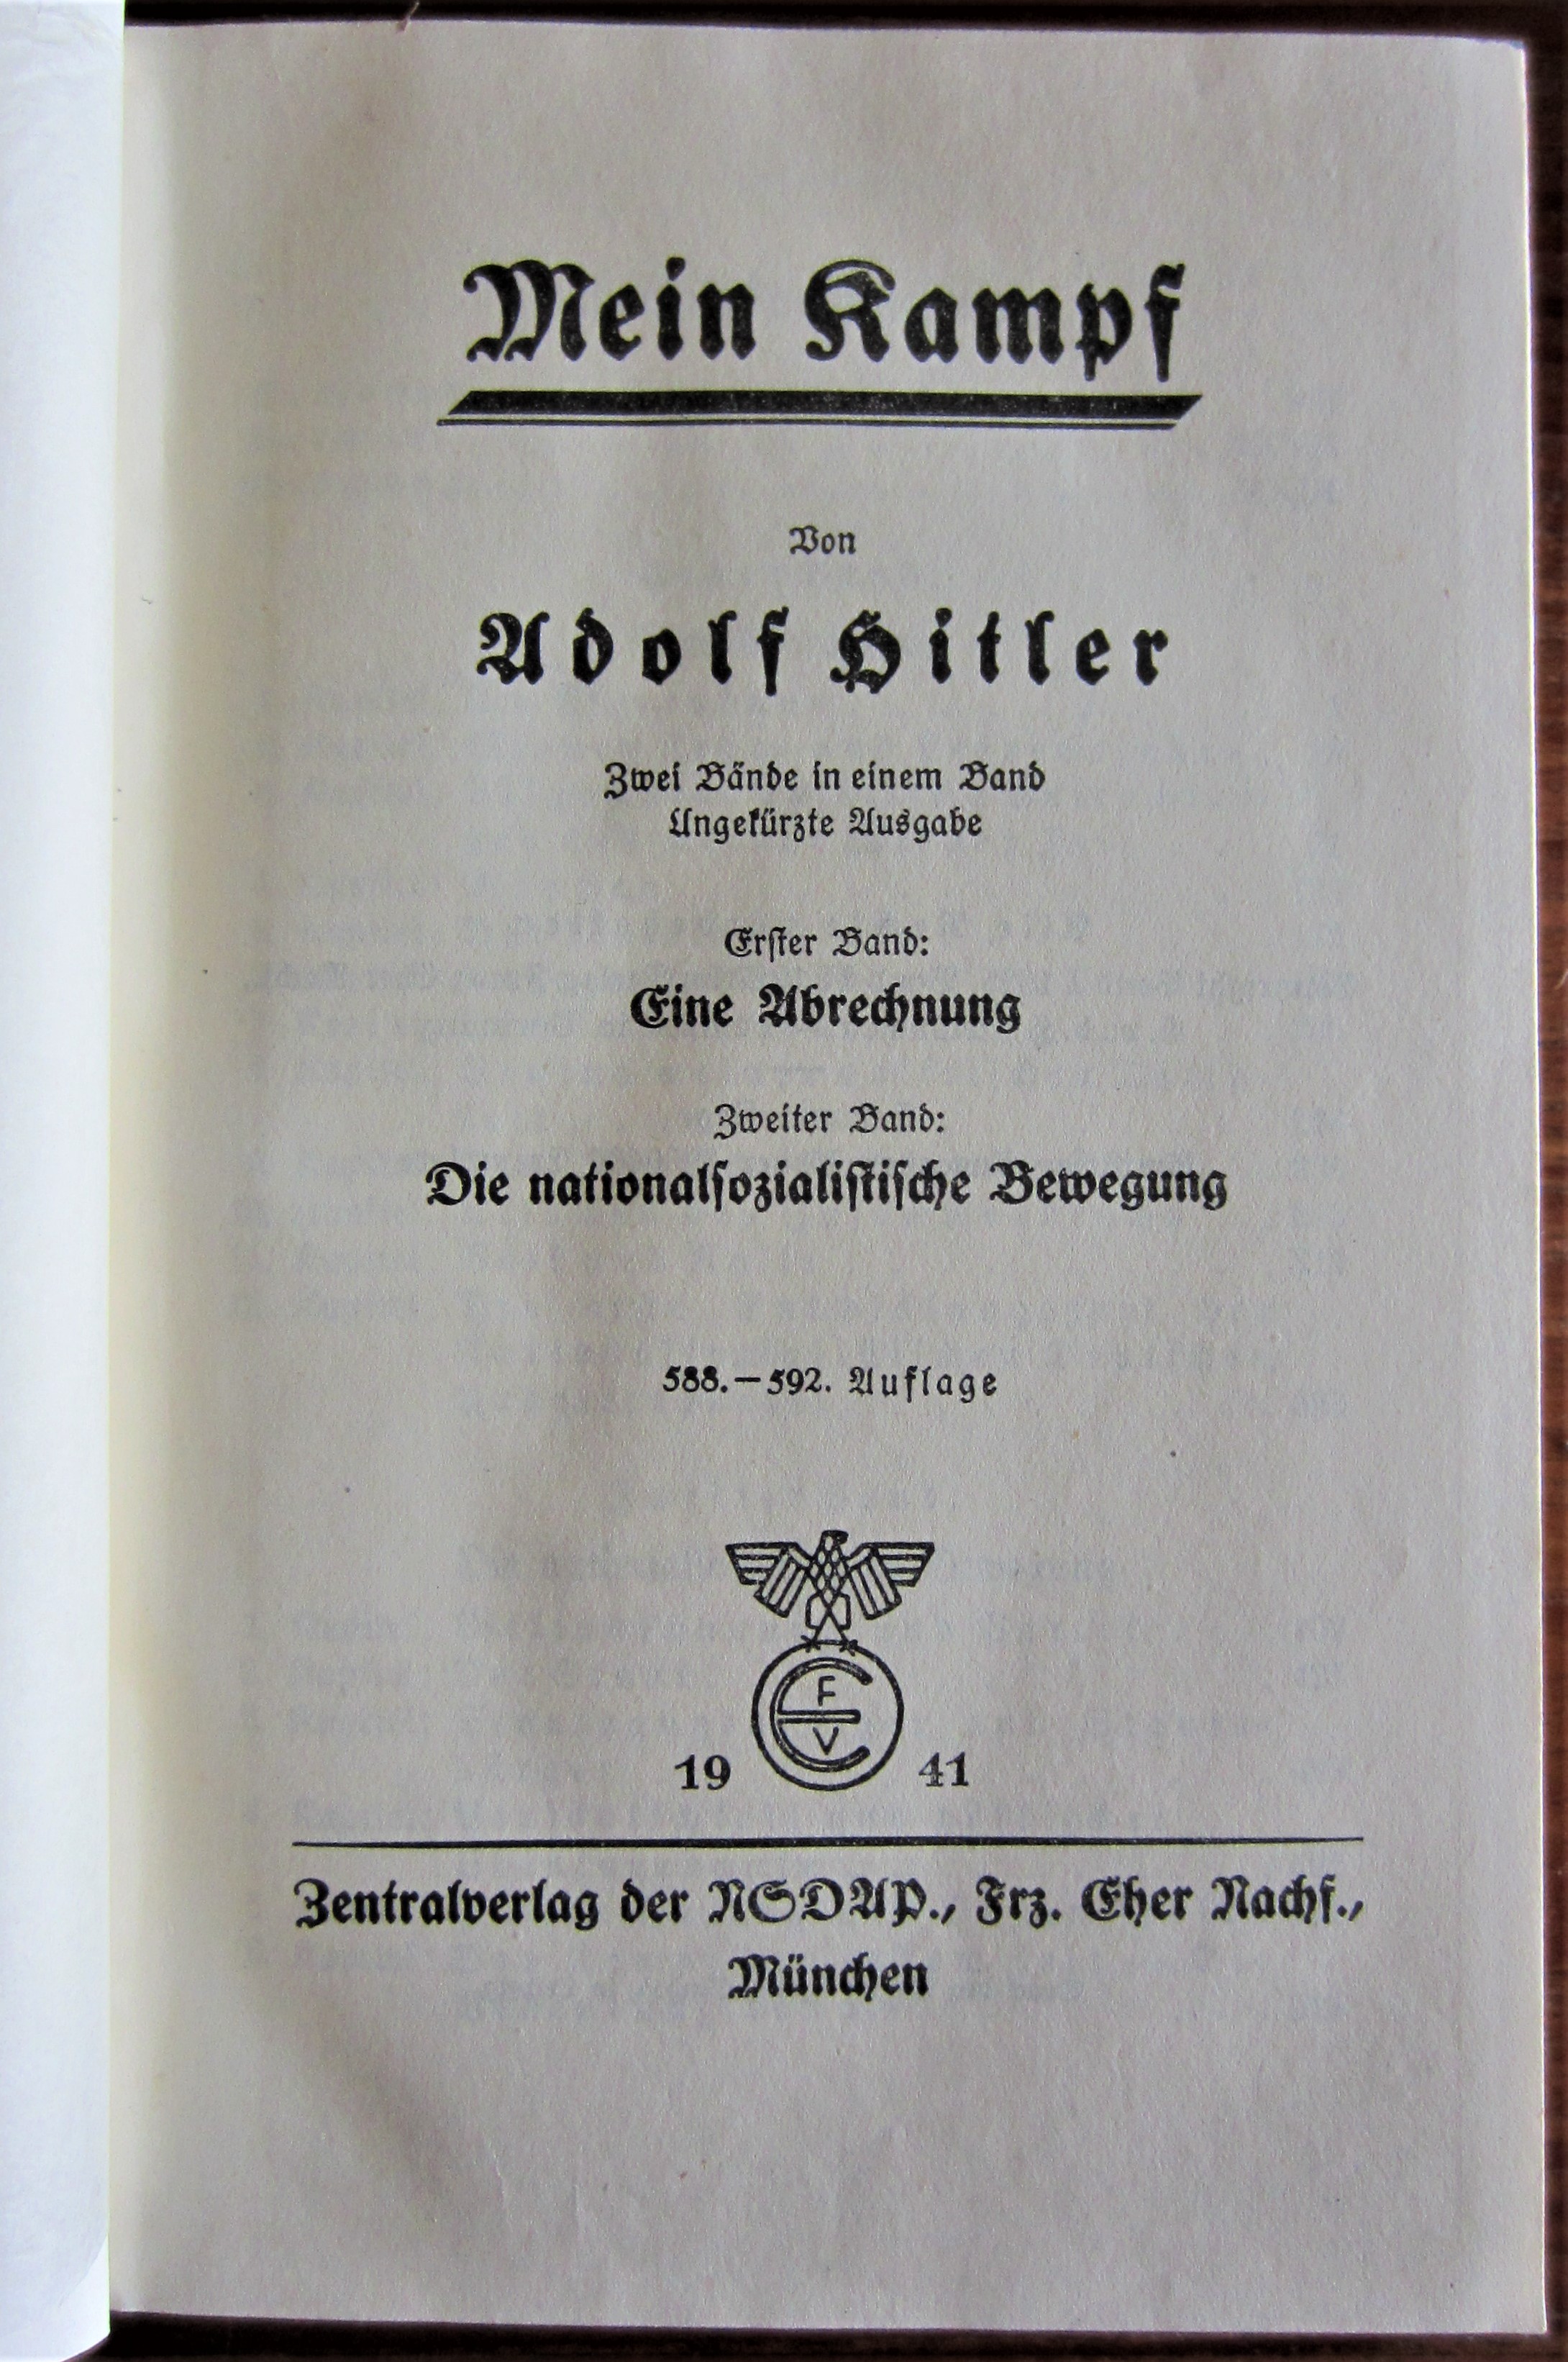 Mein Kampf
Von
Adolf Hitler
Zwei Bände in einem Band
Ungekürzte Ausgabe
Erster Band:
Eine Abrechnung
Zweiter Band:
Die nationalsozialistische Bewegung
588.—592. Auflage
F
E
V
19 41
Zentralverlag der NSDAP., Frz. Eher Nachf.,
München